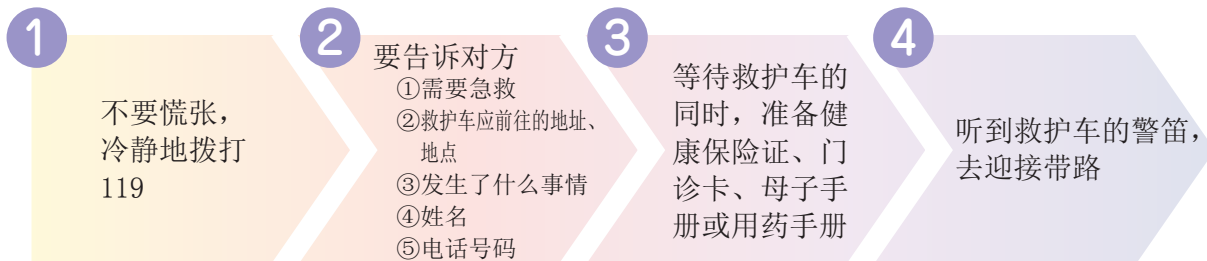 1
不要慌张，
冷静地拨打
119
2
要告诉对方
①需要急救
②救护车应前往的地址、
地点
③发生了什么事情
④姓名
⑤电话号码
3
等待救护车的
同时，准备健
康保险证、门
诊卡、母子手
册或用药手册
4
听到救护车的警笛，
去迎接带路